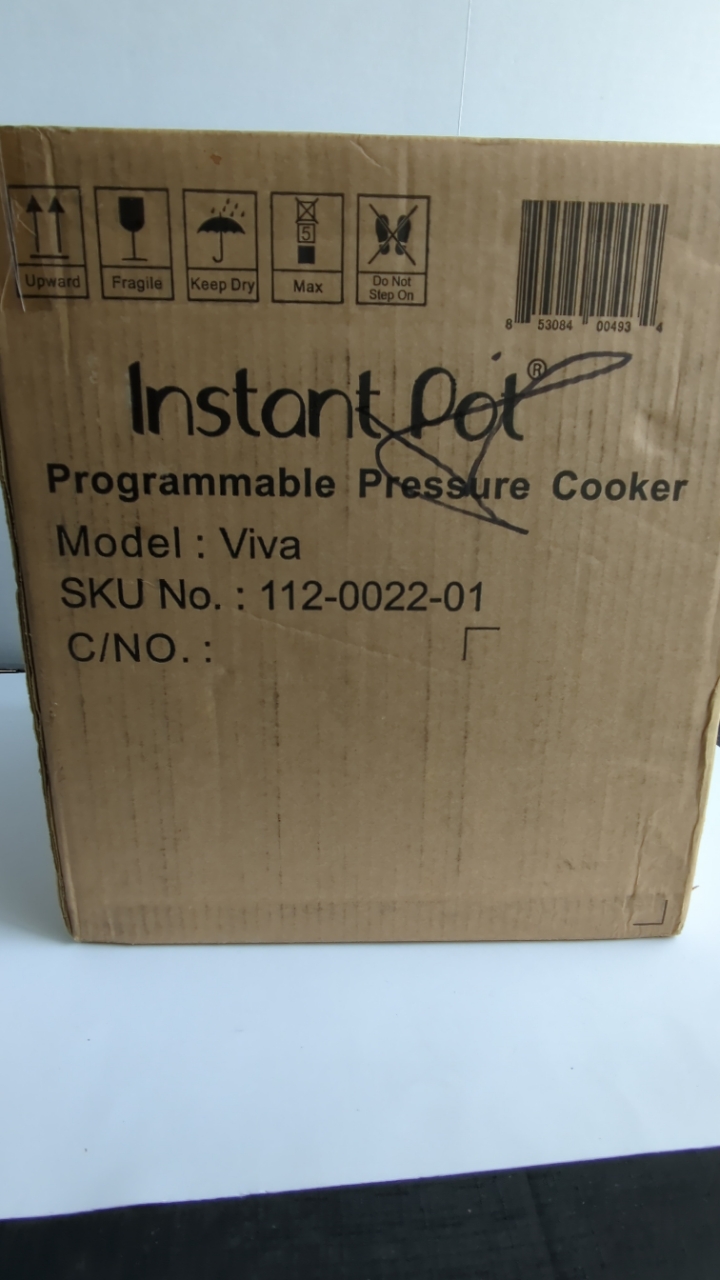 Upward
Fragile
Keep Dry
5
Max
Do Not
Step On
8 53084 00493 4
Instant Pot®
Programmable Pressure Cooker
Model : Viva
SKU No. : 112-0022-01
C/NO. :